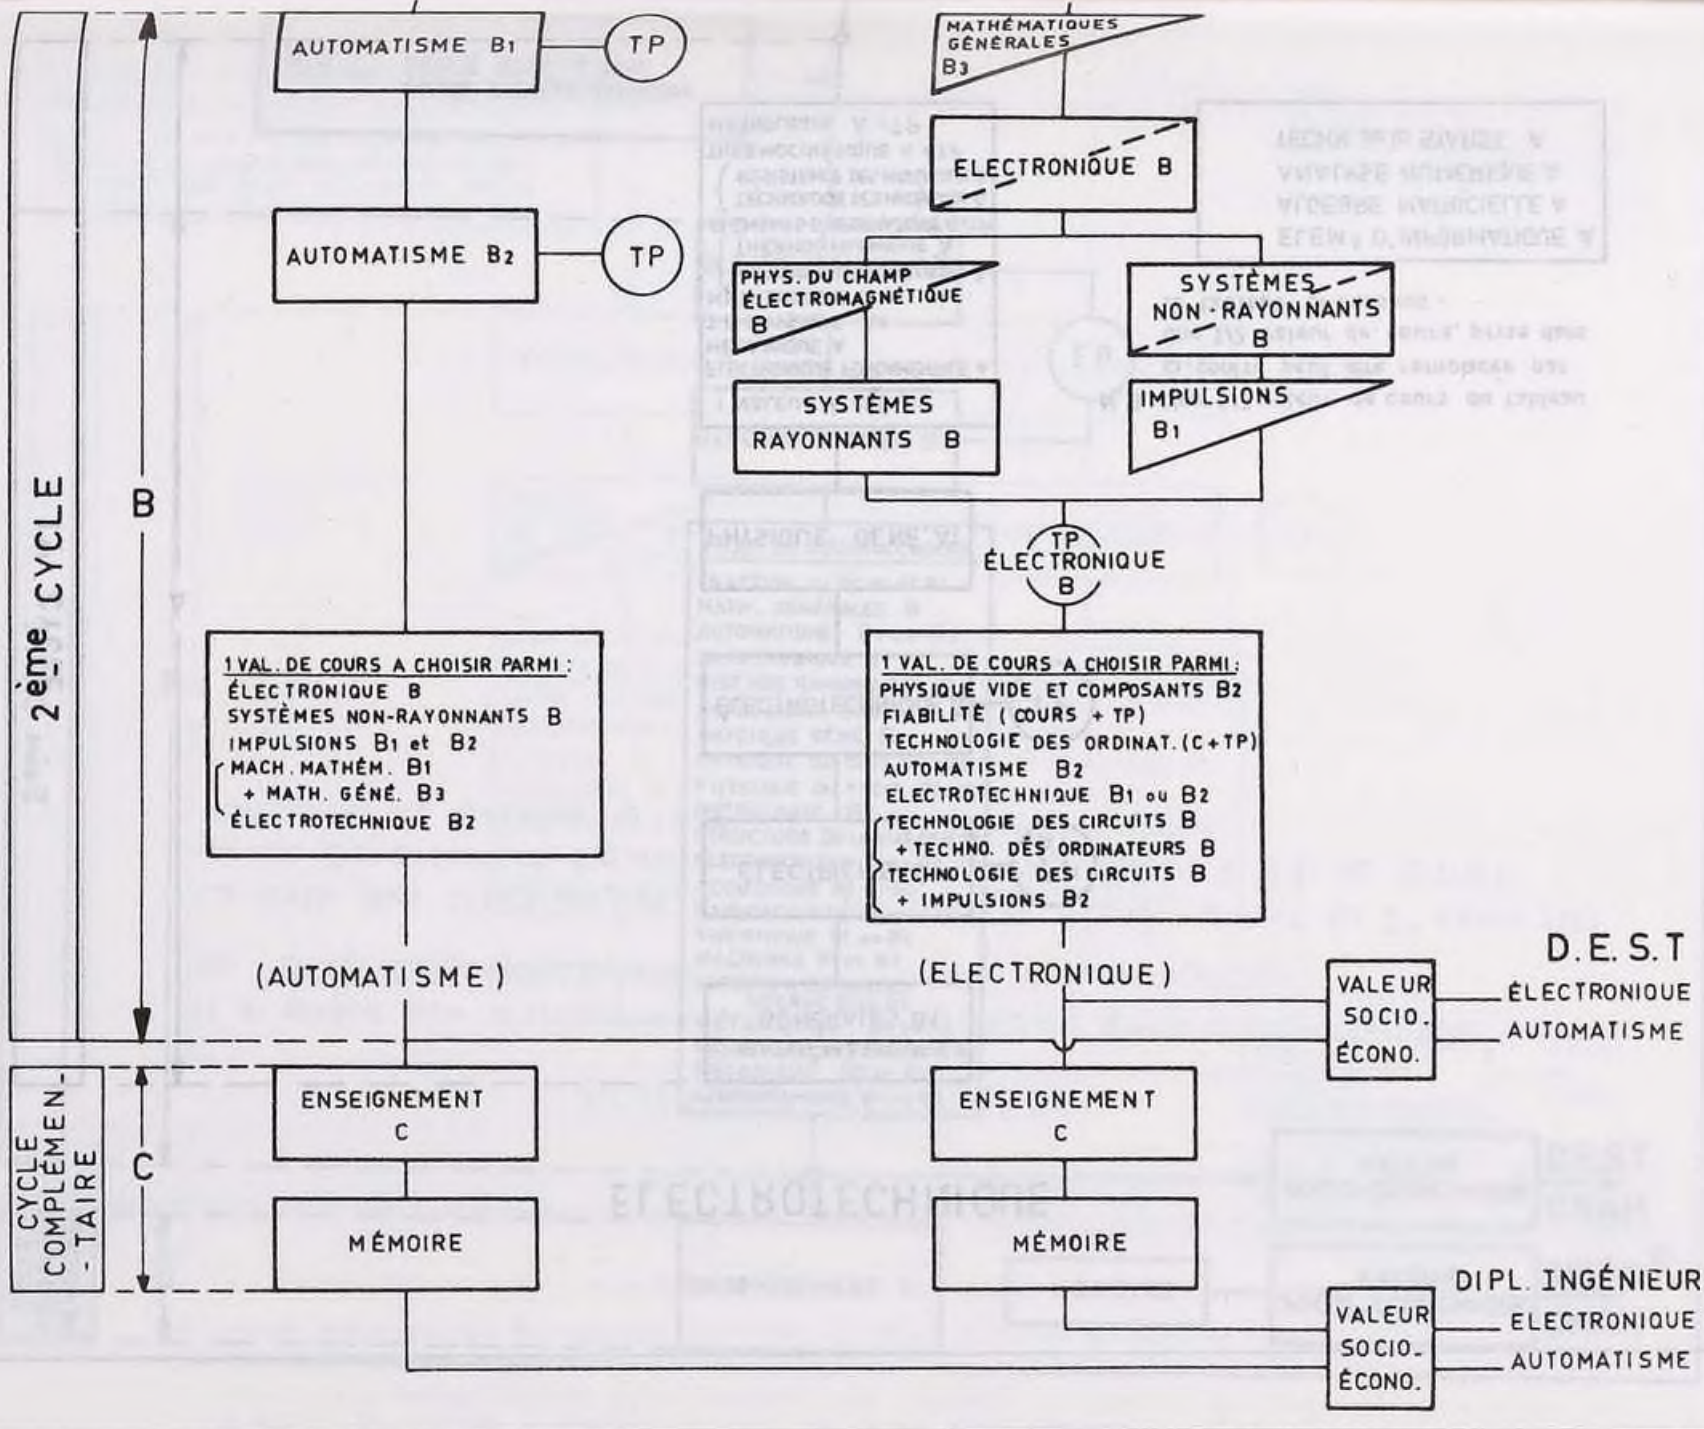 AUTOMATISME B1
TP
MATHÉMATIQUES
GÉNÉRALES
B3
ELECTRONIQUE B
AUTOMATISME B2
TP
PHYS. DU CHAMP
ÉLECTROMAGNÉTIQUE
B
SYSTÈMES
NON-RAYONNANTS
B
SYSTÈMES
RAYONNANTS B
IMPULSIONS
B1
2ème CYCLE
B
TP
ÉLECTRONIQUE
B
1 VAL. DE COURS A CHOISIR PARMI :
ÉLECTRONIQUE B
SYSTÈMES NON-RAYONNANTS B
IMPULSIONS B1 et B2
MACH. MATHÉM. B1
+ MATH. GÉNÉ. B3
ÉLECTROTECHNIQUE B2
1 VAL. DE COURS A CHOISIR PARMI :
PHYSIQUE VIDE ET COMPOSANTS B2
FIABILITÉ (COURS + TP)
TECHNOLOGIE DES ORDINAT. (C+TP)
AUTOMATISME B2
ELECTROTECHNIQUE B1 ou B2
TECHNOLOGIE DES CIRCUITS B
+ TECHNO. DÉS ORDINATEURS B
TECHNOLOGIE DES CIRCUITS B
+ IMPULSIONS B2
(AUTOMATISME)
(ELECTRONIQUE)
D.E.S.T
VALEUR
SOCIO.
ÉCONO.
ÉLECTRONIQUE
AUTOMATISME
CYCLE
COMPLÉMEN-
- TAIRE
C
ENSEIGNEMENT
C
ENSEIGNEMENT
C
MÉMOIRE
MÉMOIRE
DIPL. INGÉNIEUR
VALEUR
SOCIO-
ÉCONO.
ELECTRONIQUE
AUTOMATISME